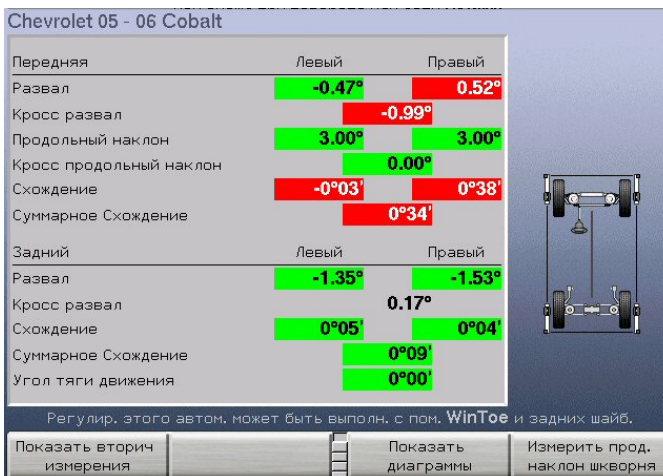 Chevrolet 05 - 06 Cobalt
Передняя Левый Правый
Развал -0.47° 0.52°
Кросс развал -0.99°
Продольный наклон 3.00° 3.00°
Кросс продольный наклон 0.00°
Схождение -0°03' 0°38'
Суммарное Схождение 0°34'
Задний Левый Правый
Развал -1.35° -1.53°
Кросс развал 0.17°
Схождение 0°05' 0°04'
Суммарное Схождение 0°09'
Угол тяги движения 0°00'
Регулир. этого автом. может быть выполн. с пом. WinToe и задних шайб.
Показать вторич измерения
Показать диаграммы
Измерить прод. наклон шкворня